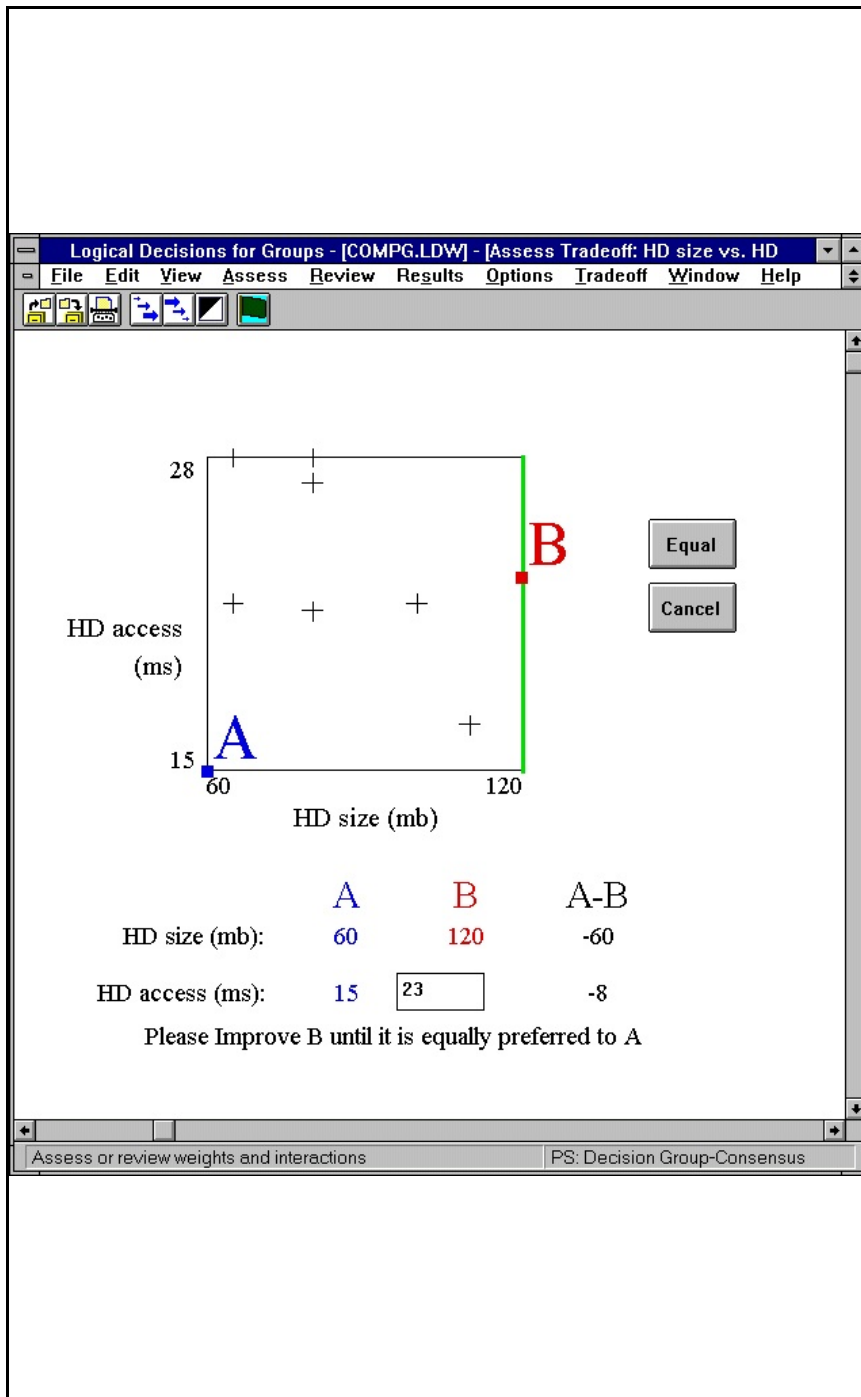 Logical Decisions for Groups - [COMPG.LDW] - [Assess Tradeoff: HD size vs. HD
File Edit View Assess Review Results Options Tradeoff Window Help
28
B
Equal
Cancel
HD access
(ms)
A
15
60 120
HD size (mb)
A B A-B
HD size (mb): 60 120 -60
HD access (ms): 15 23 -8
Please Improve B until it is equally preferred to A
Assess or review weights and interactions PS: Decision Group-Consensus